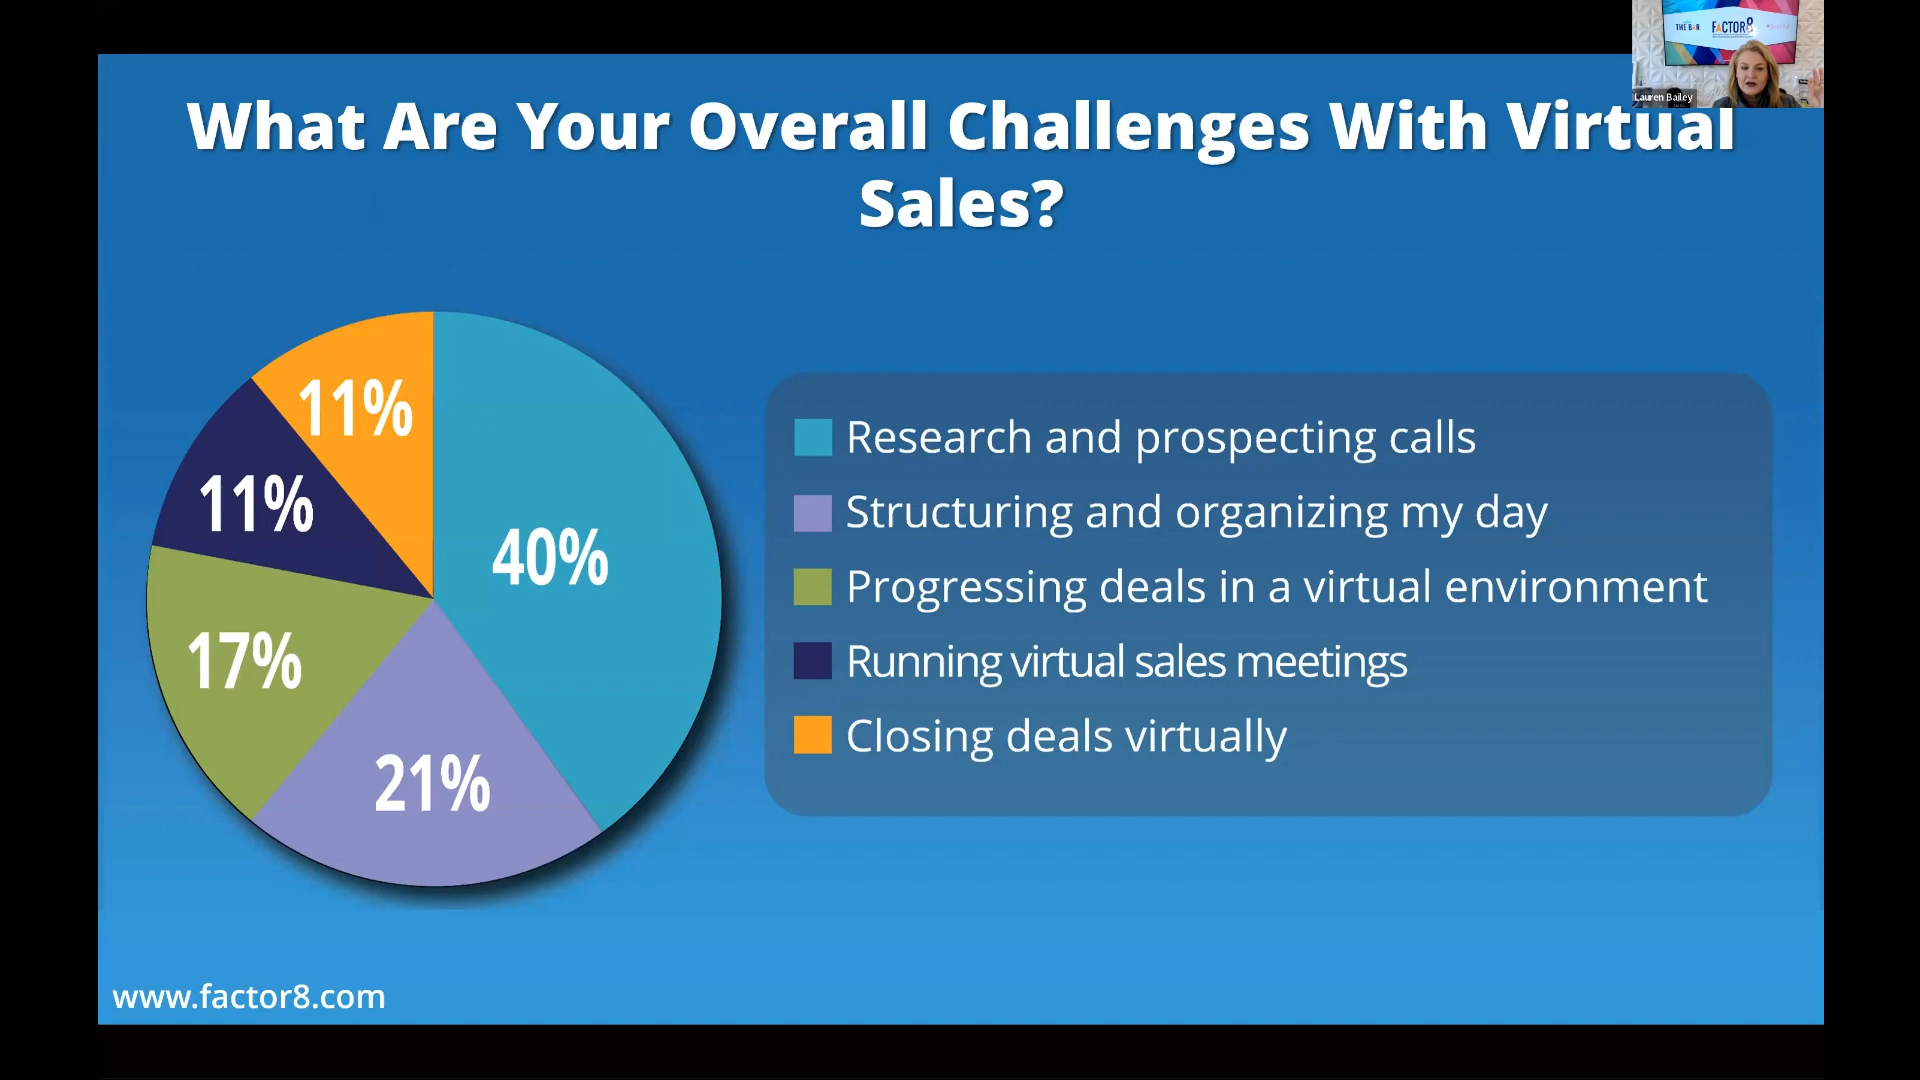 THE BAR
FACTOR8
Lauren Bailey
What Are Your Overall Challenges With Virtual
Sales?
11%
11%
40%
17%
21%
Research and prospecting calls
Structuring and organizing my day
Progressing deals in a virtual environment
Running virtual sales meetings
Closing deals virtually
www.factor8.com